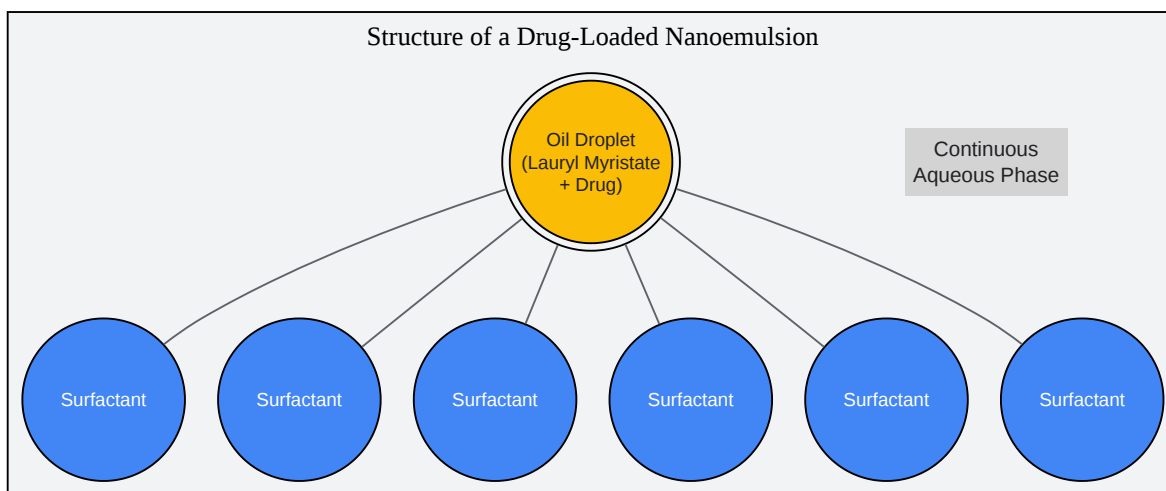 Structure of a Drug-Loaded Nanoemulsion
Oil Droplet
(Lauryl Myristate
+ Drug)
Continuous
Aqueous Phase
Surfactant
Surfactant
Surfactant
Surfactant
Surfactant
Surfactant